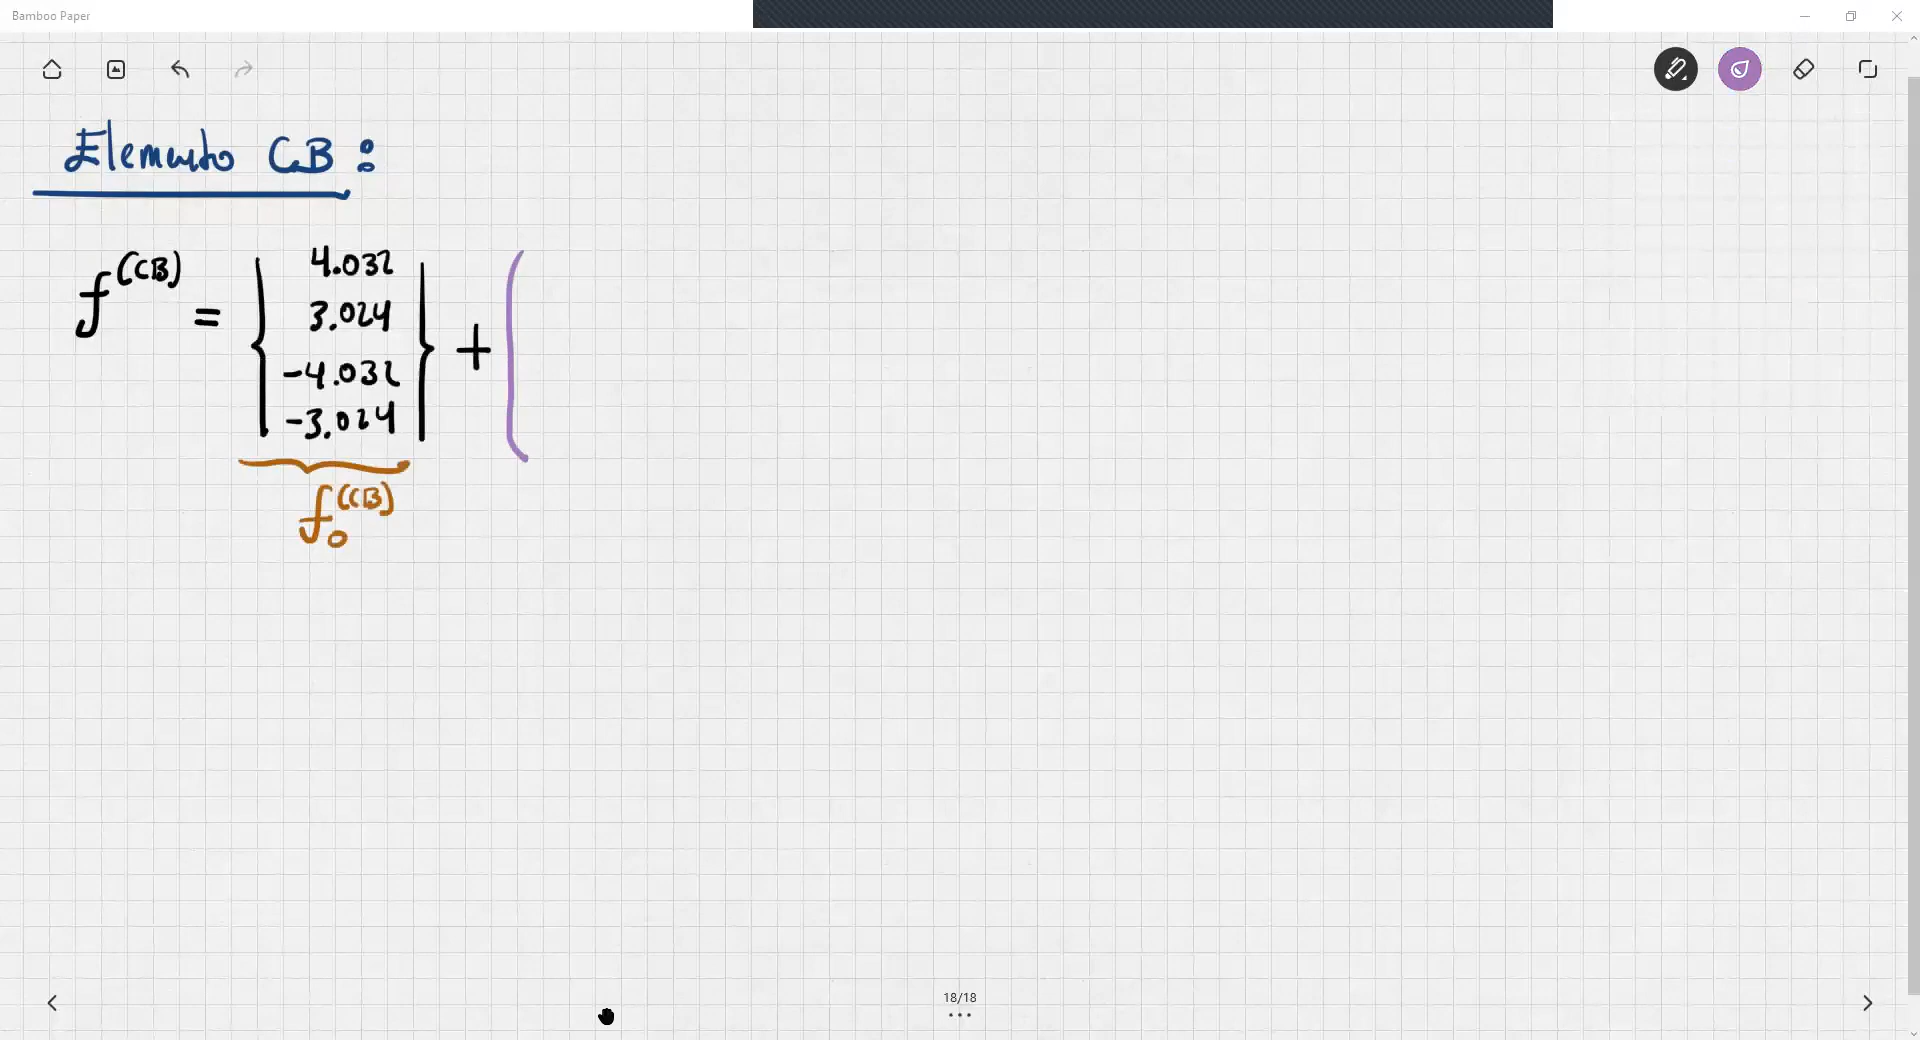 Bamboo Paper
Elemento CB:
f^(CB) = { 4.032
3.024
-4.032
-3.024 } + (
f_0^(CB)
18/18